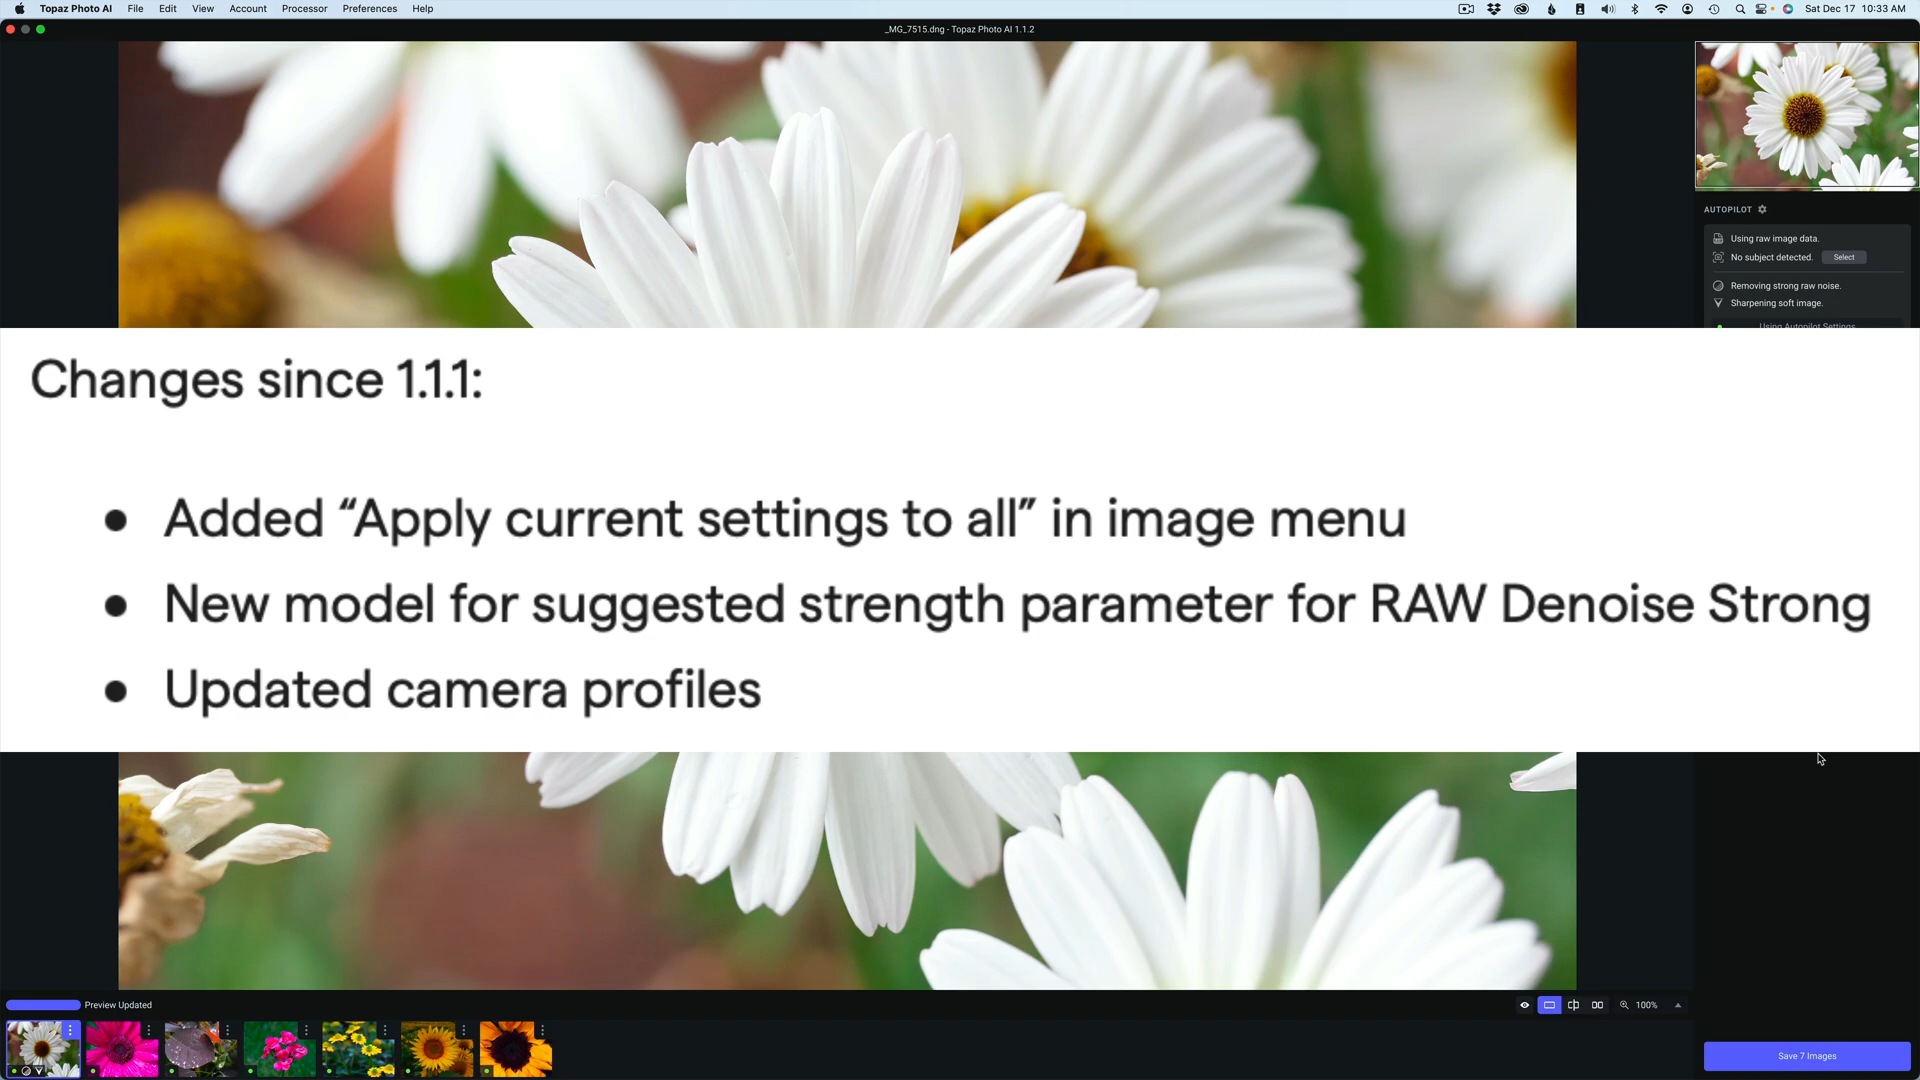 Topaz Photo AI File Edit View Account Processor Preferences Help Sat Dec 17 10:33 AM
_MG_7515.dng - Topaz Photo AI 1.1.2
AUTOPILOT
Using raw image data.
No subject detected. Select
Removing strong raw noise.
Sharpening soft image.
Using Autopilot Settings
Changes since 1.1.1:
● Added “Apply current settings to all” in image menu
● New model for suggested strength parameter for RAW Denoise Strong
● Updated camera profiles
Preview Updated 100%
Save 7 Images